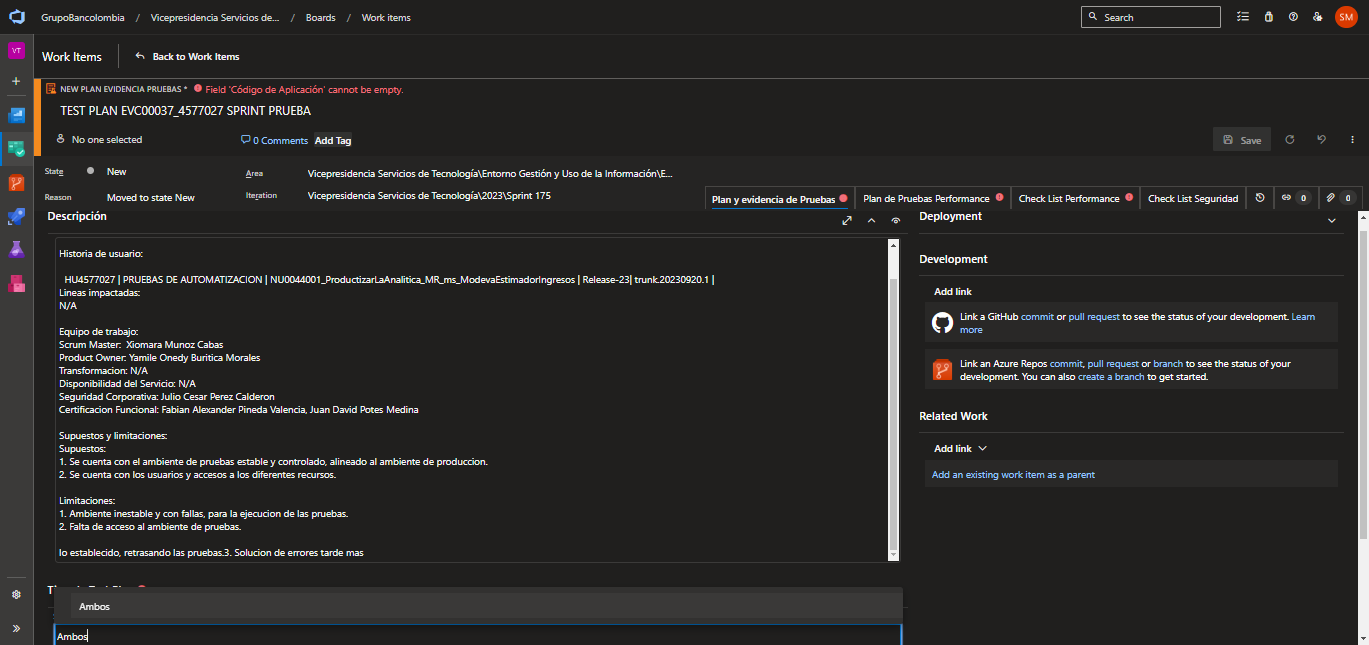 GrupoBancolombia / Vicepresidencia Servicios de... / Boards / Work items
Search
SM
VT
Work Items
Back to Work Items
NEW PLAN EVIDENCIA PRUEBAS * Field 'Código de Aplicación' cannot be empty.
TEST PLAN EVC00037_4577027 SPRINT PRUEBA
No one selected
0 Comments
Add Tag
Save
State
New
Area
Vicepresidencia Servicios de Tecnología\Entorno Gestión y Uso de la Información\E...
Reason
Moved to state New
Iteration
Vicepresidencia Servicios de Tecnología\2023\Sprint 175
Plan y evidencia de Pruebas
Plan de Pruebas Performance
Check List Performance
Check List Seguridad
0
0
Descripción
Historia de usuario:
HU4577027 | PRUEBAS DE AUTOMATIZACION | NU0044001_ProductizarLaAnalitica_MR_ms_ModevaEstimadorIngresos | Release-23| trunk.20230920.1 |
Lineas impactadas:
N/A
Equipo de trabajo:
Scrum Master: Xiomara Munoz Cabas
Product Owner: Yamile Onedy Buritica Morales
Transformacion: N/A
Disponibilidad del Servicio: N/A
Seguridad Corporativa: Julio Cesar Perez Calderon
Certificacion Funcional: Fabian Alexander Pineda Valencia, Juan David Potes Medina
Supuestos y limitaciones:
Supuestos:
1. Se cuenta con el ambiente de pruebas estable y controlado, alineado al ambiente de produccion.
2. Se cuenta con los usuarios y accesos a los diferentes recursos.
Limitaciones:
1. Ambiente inestable y con fallas, para la ejecucion de las pruebas.
2. Falta de acceso al ambiente de pruebas.
lo establecido, retrasando las pruebas.3. Solucion de errores tarde mas
Ambos
Ambos
Deployment
Development
Add link
Link a GitHub commit or pull request to see the status of your development. Learn
more
Link an Azure Repos commit, pull request or branch to see the status of your
development. You can also create a branch to get started.
Related Work
Add link
Add an existing work item as a parent